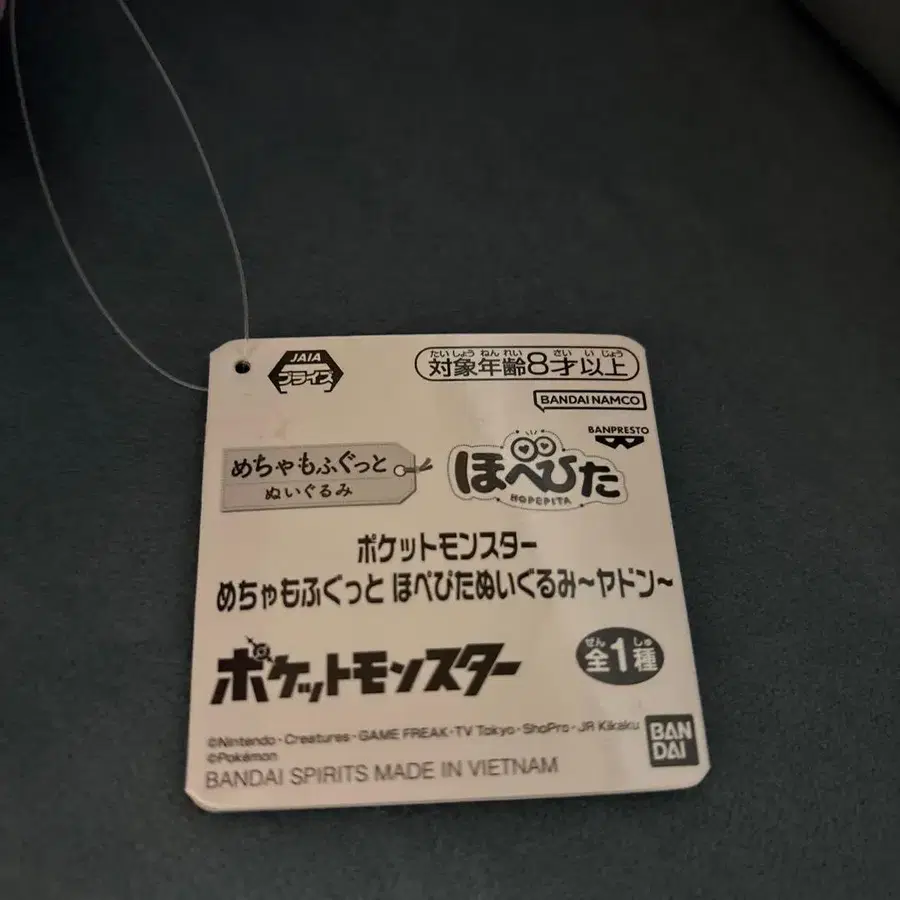 JAIA
プライズ
たいしょうねんれい さい いじょう
対象年齢8才以上
BANDAI NAMCO
BANPRESTO
めちゃもふぐっと
ぬいぐるみ
ほぺぴた
HOPEPITA
ポケットモンスター
めちゃもふぐっと ほぺぴたぬいぐるみ~ヤドン~
ポケットモンスター
ぜん しゅ
全1種
©Nintendo・Creatures・GAME FREAK・TV Tokyo・ShoPro・JR Kikaku
©Pokémon
BANDAI SPIRITS MADE IN VIETNAM
BAN
DAI